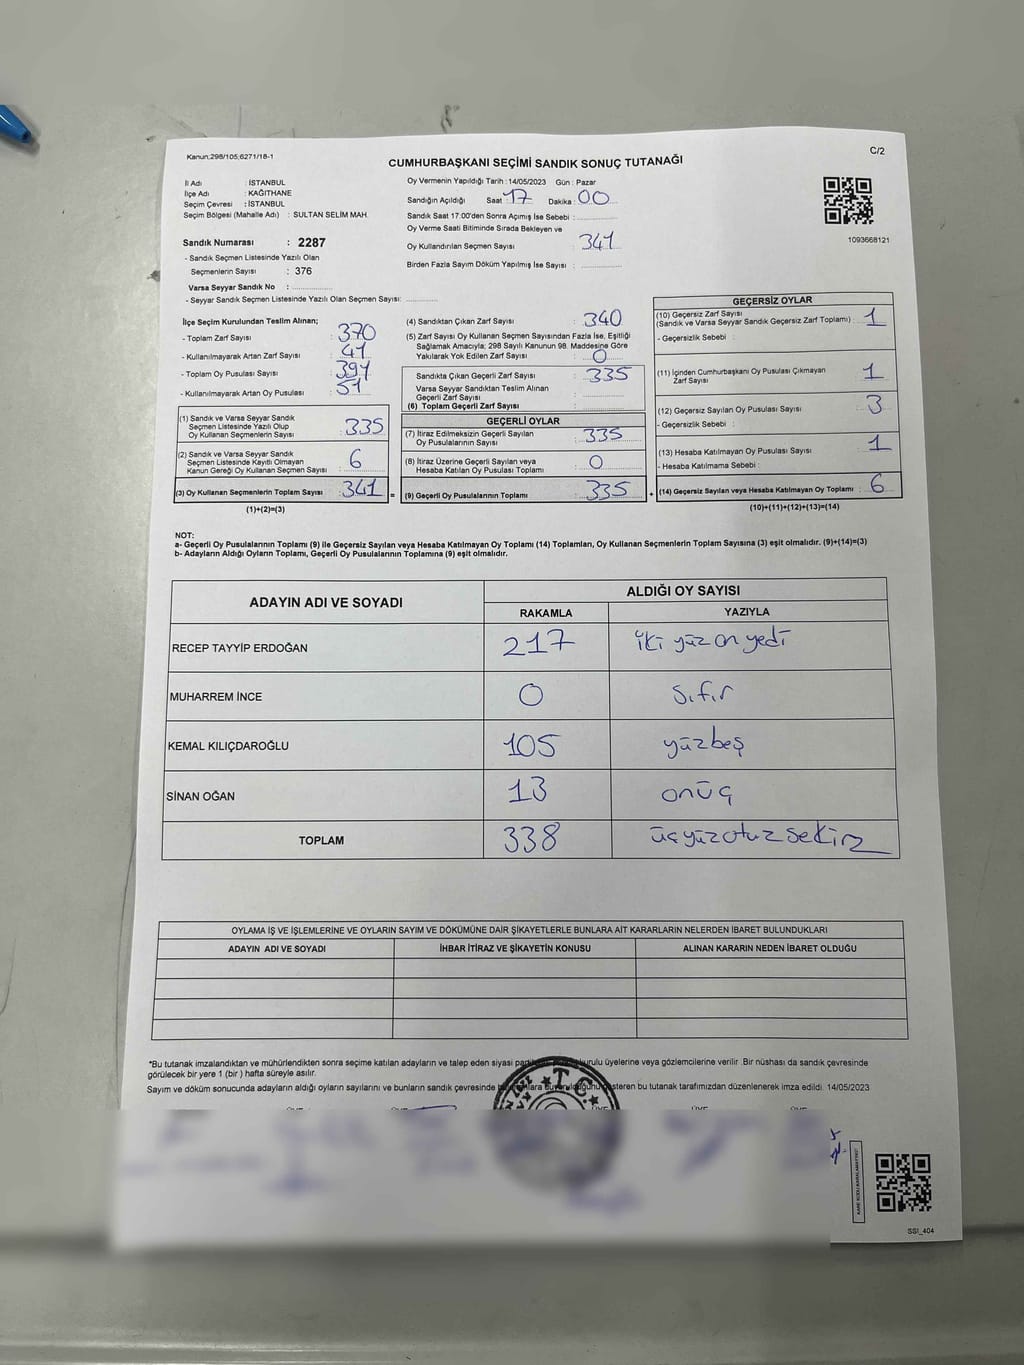 Kanun;298/105;6271/18-1
C/2
CUMHURBAŞKANI SEÇİMİ SANDIK SONUÇ TUTANAĞI
İl Adı : İSTANBUL
İlçe Adı : KAĞITHANE
Seçim Çevresi : İSTANBUL
Seçim Bölgesi (Mahalle Adı) : SULTAN SELİM MAH.
Sandık Numarası : 2287
- Sandık Seçmen Listesinde Yazılı Olan
Seçmenlerin Sayısı : 376
Varsa Seyyar Sandık No :
- Seyyar Sandık Seçmen Listesinde Yazılı Olan Seçmen Sayısı:
Oy Vermenin Yapıldığı Tarih : 14/05/2023 Gün : Pazar
Sandığın Açıldığı Saat 17 Dakika 00
Sandık Saat 17:00'den Sonra Açımış İse Sebebi :
Oy Verme Saati Bitiminde Sırada Bekleyen ve
Oy Kullandırılan Seçmen Sayısı : 341
Birden Fazla Sayım Döküm Yapılmış İse Sayısı :
1093668121
İlçe Seçim Kurulundan Teslim Alınan;
- Toplam Zarf Sayısı : 370
- Kullanılmayarak Artan Zarf Sayısı : 41
- Toplam Oy Pusulası Sayısı : 394
- Kullanılmayarak Artan Oy Pusulası : 51
(1) Sandık ve Varsa Seyyar Sandık
Seçmen Listesinde Yazılı Olup
Oy Kullanan Seçmenlerin Sayısı : 335
(2) Sandık ve Varsa Seyyar Sandık
Seçmen Listesinde Kayıtlı Olmayan
Kanun Gereği Oy Kullanan Seçmen Sayısı : 6
(3) Oy Kullanan Seçmenlerin Toplam Sayısı : 341 =
(1)+(2)=(3)
(4) Sandıktan Çıkan Zarf Sayısı : 340
(5) Zarf Sayısı Oy Kullanan Seçmen Sayısından Fazla İse, Eşitliği
Sağlamak Amacıyla; 298 Sayılı Kanunun 98. Maddesine Göre
Yakılarak Yok Edilen Zarf Sayısı : 0
Sandıkta Çıkan Geçerli Zarf Sayısı : 335
Varsa Seyyar Sandıktan Teslim Alınan
Geçerli Zarf Sayısı :
(6) Toplam Geçerli Zarf Sayısı :
GEÇERLİ OYLAR
(7) İtiraz Edilmeksizin Geçerli Sayılan
Oy Pusulalarının Sayısı : 335
(8) İtiraz Üzerine Geçerli Sayılan veya
Hesaba Katılan Oy Pusulası Toplamı : 0
(9) Geçerli Oy Pusulalarının Toplamı : 335 +
GEÇERSİZ OYLAR
(10) Geçersiz Zarf Sayısı
(Sandık ve Varsa Seyyar Sandık Geçersiz Zarf Toplamı) : 1
- Geçersizlik Sebebi :
(11) İçinden Cumhurbaşkanı Oy Pusulası Çıkmayan
Zarf Sayısı : 1
(12) Geçersiz Sayılan Oy Pusulası Sayısı : 3
- Geçersizlik Sebebi :
(13) Hesaba Katılmayan Oy Pusulası Sayısı : 1
- Hesaba Katılmama Sebebi :
(14) Geçersiz Sayılan veya Hesaba Katılmayan Oy Toplamı : 6
(10)+(11)+(12)+(13)=(14)
NOT:
a- Geçerli Oy Pusulalarının Toplamı (9) ile Geçersiz Sayılan veya Hesaba Katılmayan Oy Toplamı (14) Toplamları, Oy Kullanan Seçmenlerin Toplam Sayısına (3) eşit olmalıdır. (9)+(14)=(3)
b- Adayların Aldığı Oyların Toplamı, Geçerli Oy Pusulalarının Toplamına (9) eşit olmalıdır.
ADAYIN ADI VE SOYADI
ALDIĞI OY SAYISI
RAKAMLA YAZIYLA
RECEP TAYYİP ERDOĞAN 217 iki yüz on yedi
MUHARREM İNCE 0 sıfır
KEMAL KILIÇDAROĞLU 105 yüzbeş
SİNAN OĞAN 13 onüç
TOPLAM 338 üçyüzotuz sekiz
OYLAMA İŞ VE İŞLEMLERİNE VE OYLARIN SAYIM VE DÖKÜMÜNE DAİR ŞİKAYETLERLE BUNLARA AİT KARARLARIN NELERDEN İBARET BULUNDUKLARI
ADAYIN ADI VE SOYADI İHBAR İTİRAZ VE ŞİKAYETİN KONUSU ALINAN KARARIN NEDEN İBARET OLDUĞU
*Bu tutanak imzalandıktan ve mühürlendikten sonra seçime katılan adayların ve talep eden siyasi kurulu üyelerine veya gözlemcilerine verilir .Bir nüshası da sandık çevresinde
görülecek bir yere 1 (bir ) hafta süreyle asılır.
Sayım ve döküm sonucunda adayların aldığı oyların sayılarını ve bunların sandık çevresinde bu tutanak tarafımızdan düzenlenerek imza edildi. 14/05/2023
T.C.
SSI_404